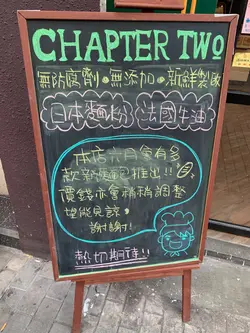 CHAPTER TWO
無防腐劑・無添加・新鮮製做
日本麵粉 法國牛油
本店六月會有多
款新麵包推出!!
價錢亦會稍稍調整
望能見諒,
謝謝!
熱切期待!!